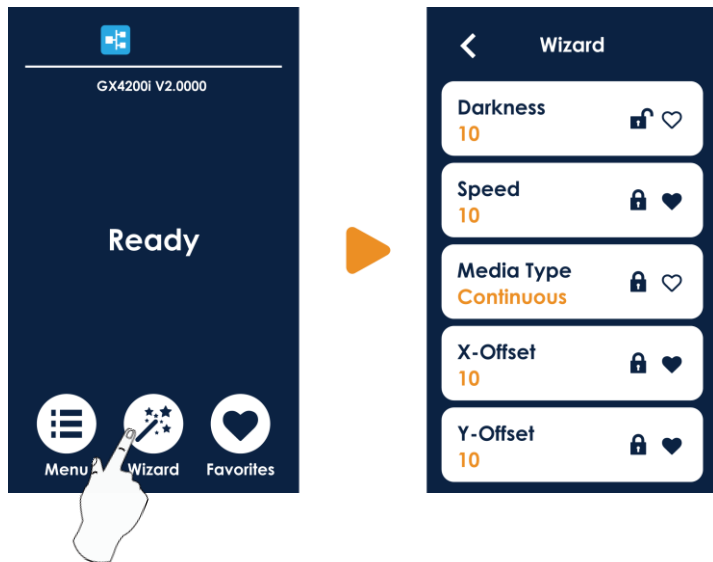 GX4200i V2.0000
Ready
Menu Wizard Favorites
Wizard
Darkness
10
Speed
10
Media Type
Continuous
X-Offset
10
Y-Offset
10